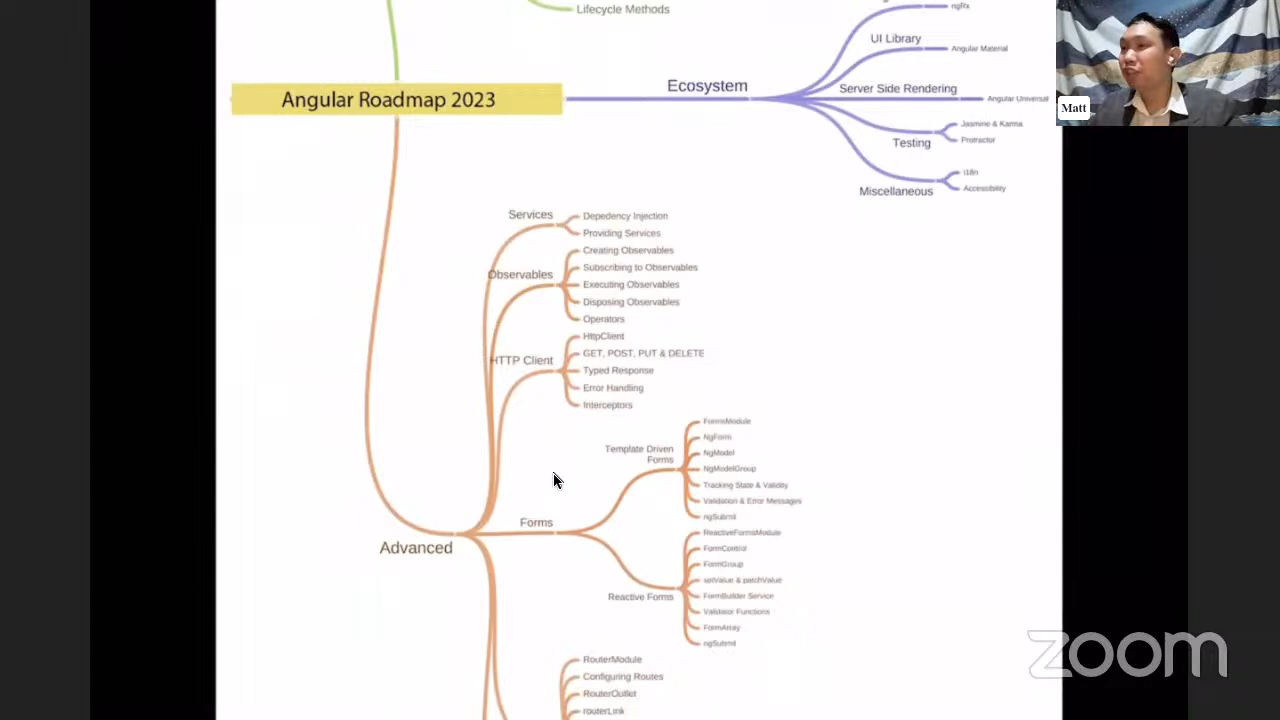 Lifecycle Methods
ngRx
UI Library
Angular Material
Angular Roadmap 2023
Ecosystem
Server Side Rendering
Angular Universal
Testing
Jasmine & Karma
Protractor
Miscellaneous
i18n
Accessibility
Matt
Services
Depedency Injection
Providing Services
Observables
Creating Observables
Subscribing to Observables
Executing Observables
Disposing Observables
Operators
HTTP Client
HttpClient
GET, POST, PUT & DELETE
Typed Response
Error Handling
Interceptors
Advanced
Forms
Template Driven
Forms
FormsModule
NgForm
NgModel
NgModelGroup
Tracking State & Validity
Validation & Error Messages
ngSubmit
Reactive Forms
ReactiveFormsModule
FormControl
FormGroup
setValue & patchValue
FormBuilder Service
Validator Functions
FormArray
ngSubmit
RouterModule
Configuring Routes
RouterOutlet
routerLink
zoom